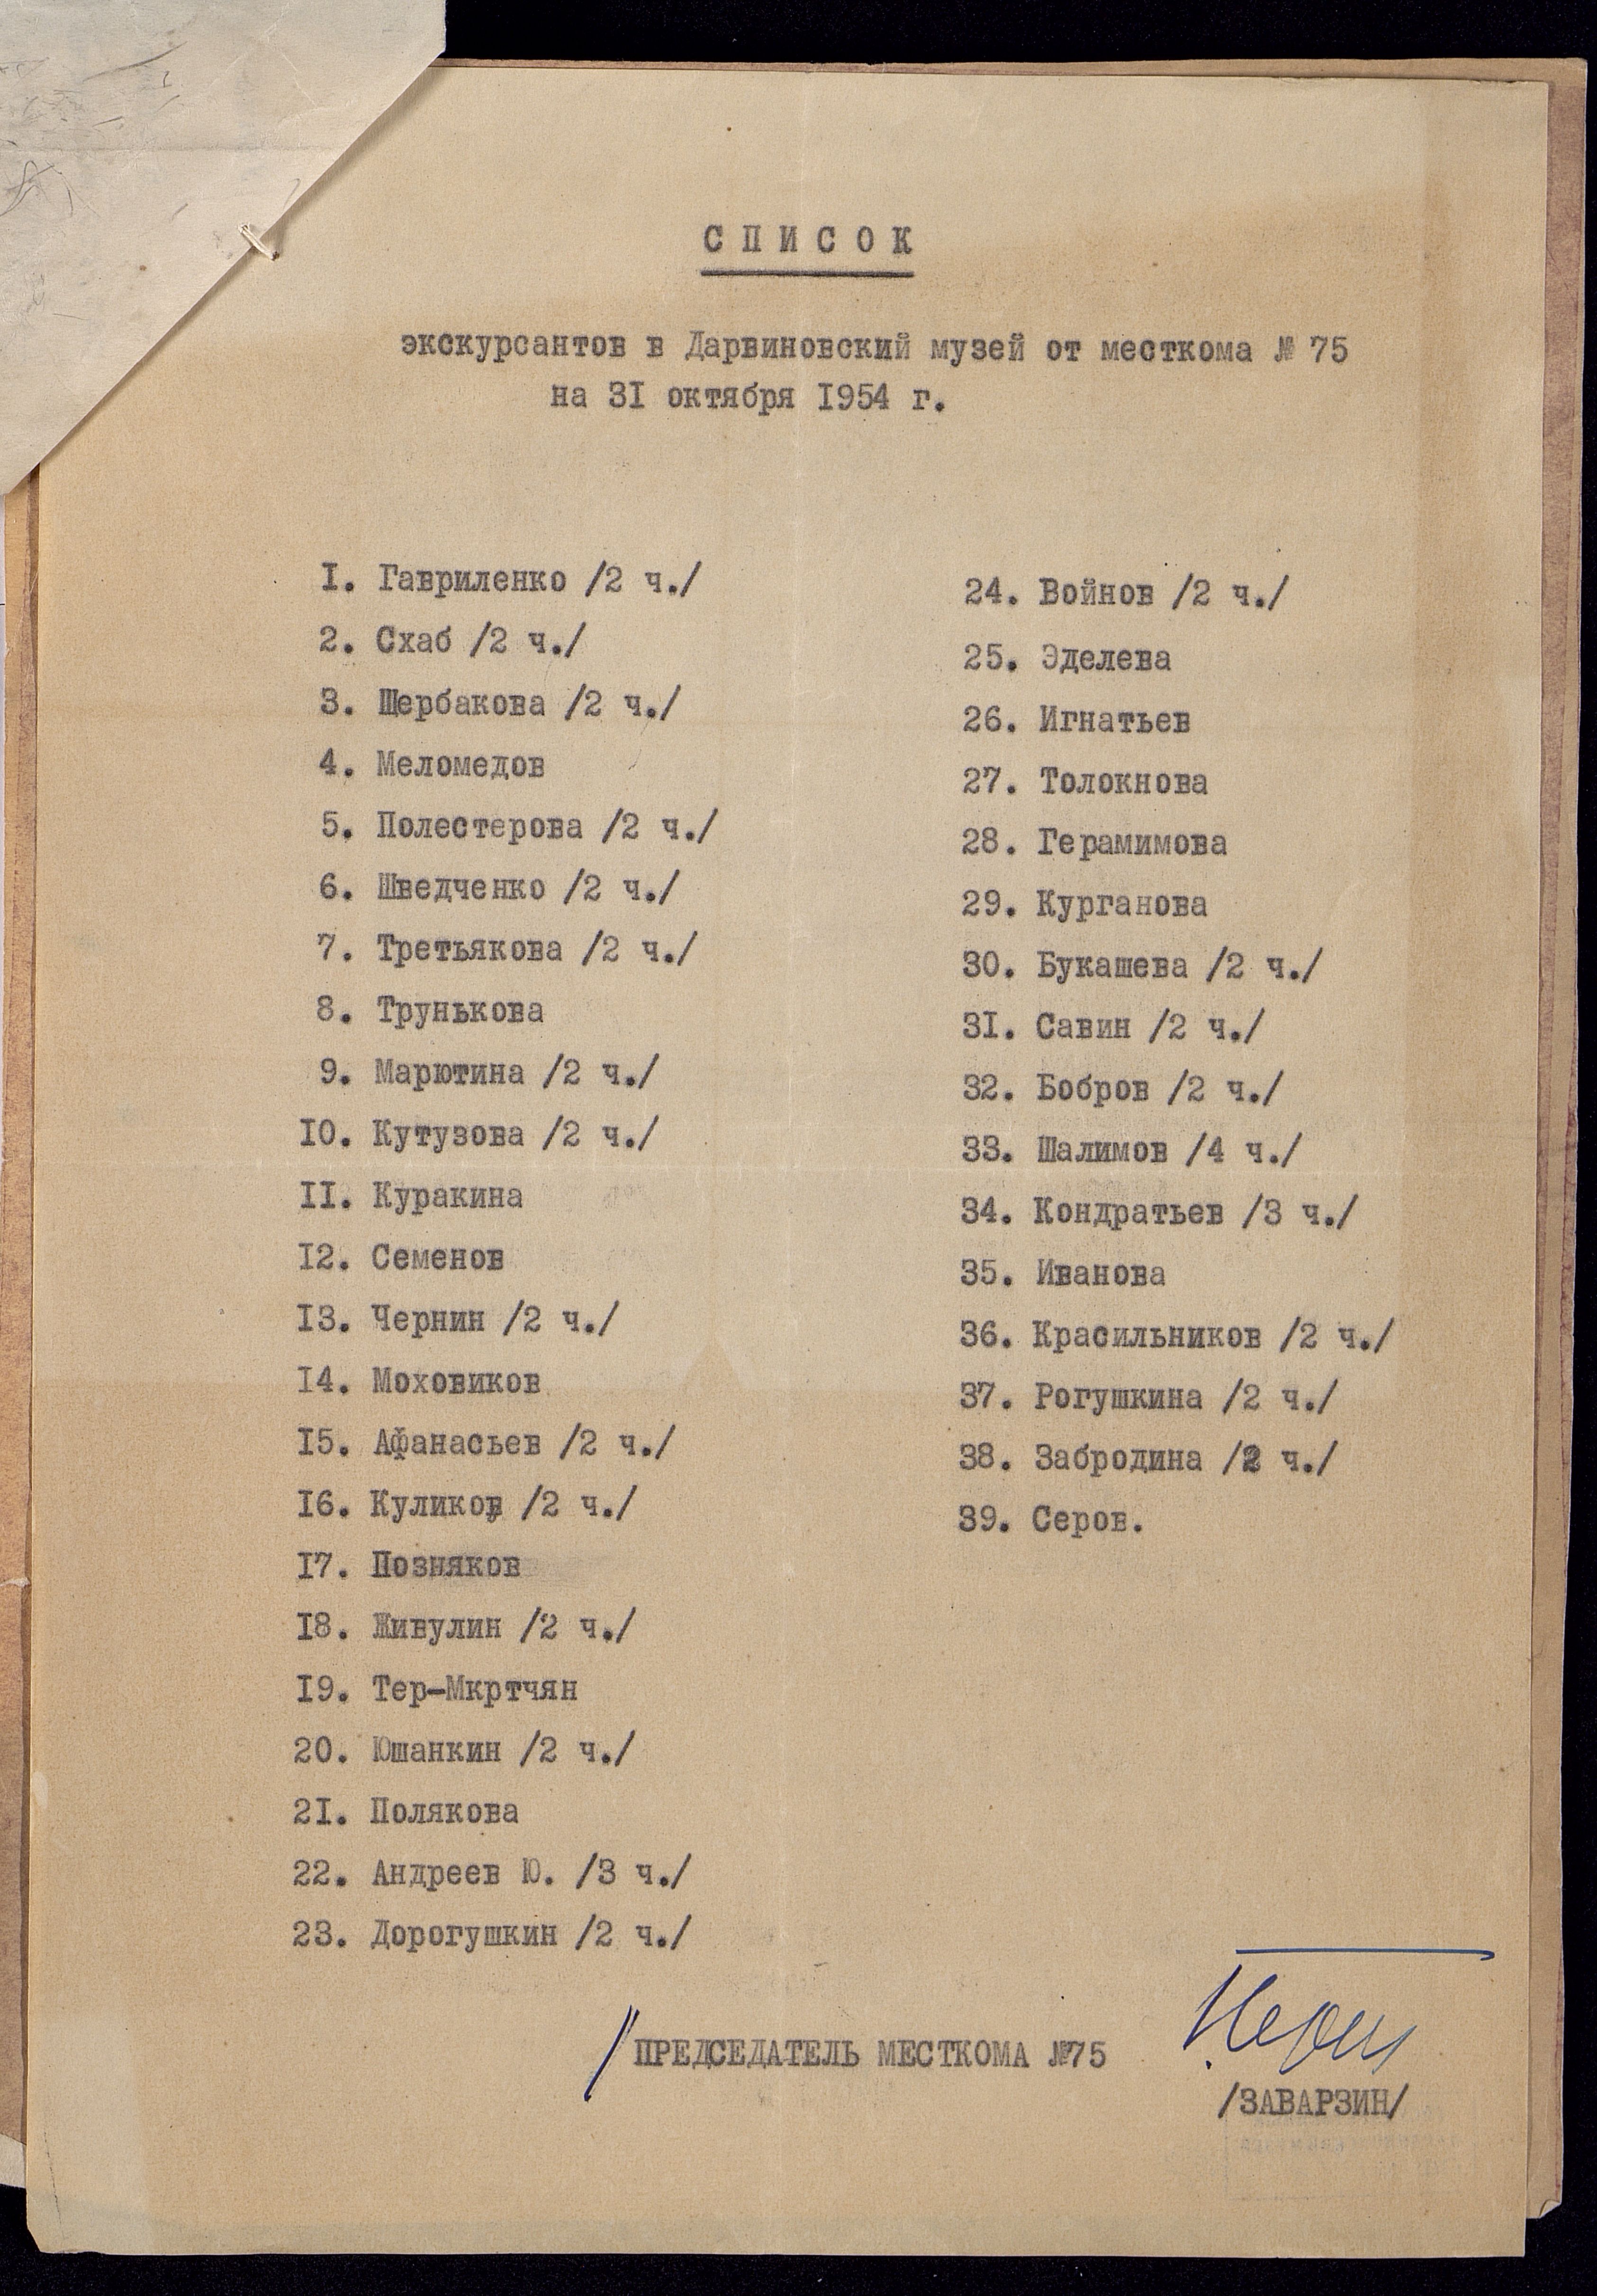 СПИСОК
экскурсантов в Дарвиновский музей от месткома № 75
на 31 октября 1954 г.
1. Гавриленко /2 ч./
2. Схаб /2 ч./
3. Щербакова /2 ч./
4. Меломедов
5. Полестерова /2 ч./
6. Шведченко /2 ч./
7. Третьякова /2 ч./
8. Трунькова
9. Марютина /2 ч./
10. Кутузова /2 ч./
11. Куракина
12. Семенов
13. Чернин /2 ч./
14. Моховиков
15. Афанасьев /2 ч./
16. Куликов /2 ч./
17. Позняков
18. Живулин /2 ч./
19. Тер-Мкртчян
20. Юшанкин /2 ч./
21. Полякова
22. Андреев Ю. /3 ч./
23. Дорогушкин /2 ч./
24. Войнов /2 ч./
25. Эделева
26. Игнатьев
27. Толокнова
28. Герамимова
29. Курганова
30. Букашева /2 ч./
31. Савин /2 ч./
32. Бобров /2 ч./
33. Шалимов /4 ч./
34. Кондратьев /3 ч./
35. Иванова
36. Красильников /2 ч./
37. Рогушкина /2 ч./
38. Забродина /2 ч./
39. Серов.
ПРЕДСЕДАТЕЛЬ МЕСТКОМА №75
/ЗАВАРЗИН/